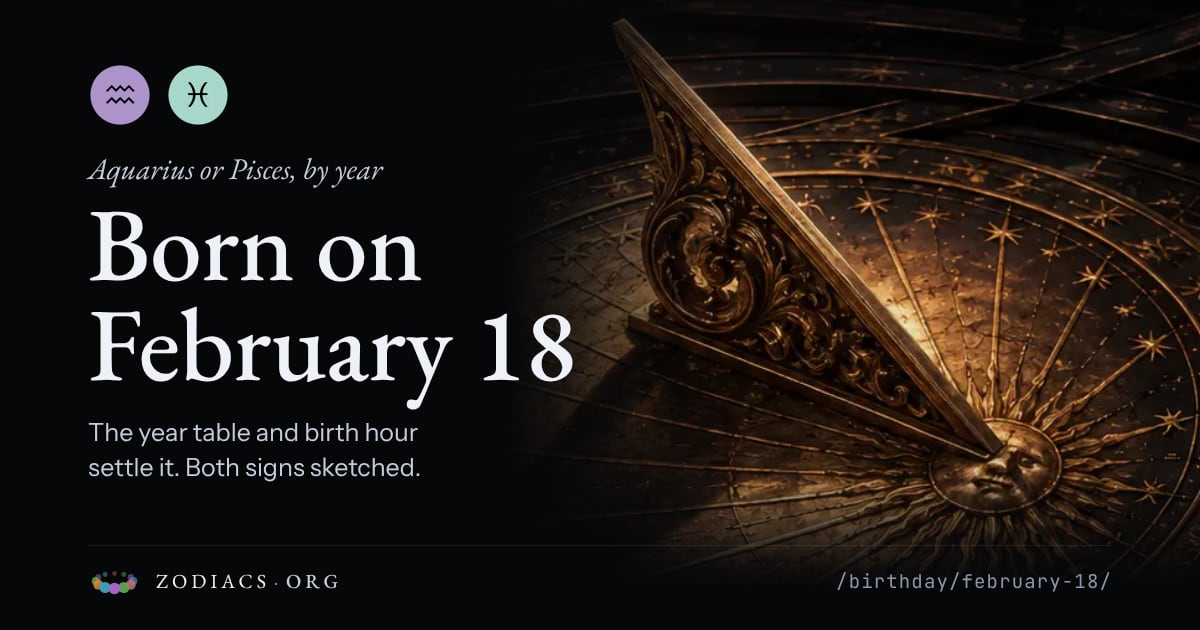 Aquarius or Pisces, by year
Born on
February 18
The year table and birth hour
settle it. Both signs sketched.
ZODIACS·ORG
/birthday/february-18/